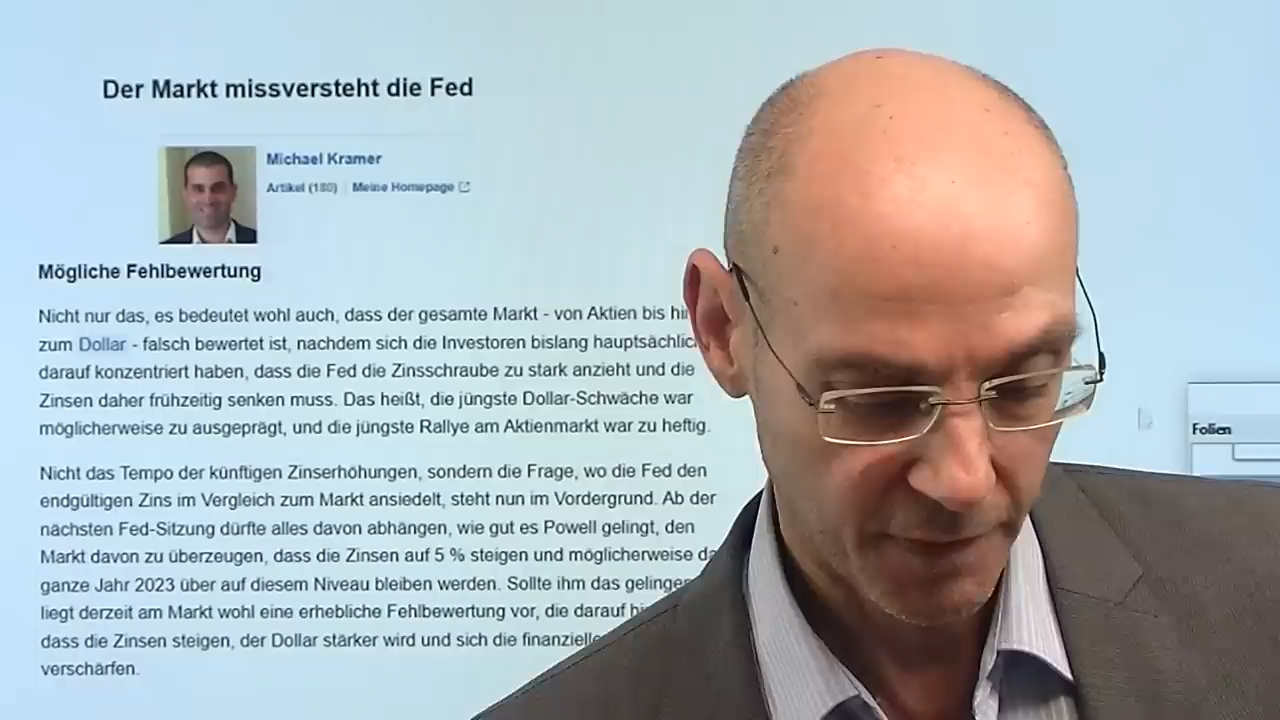 Der Markt missversteht die Fed
Michael Kramer
Artikel (180) | Meine Homepage
Mögliche Fehlbewertung
Nicht nur das, es bedeutet wohl auch, dass der gesamte Markt - von Aktien bis
zum Dollar - falsch bewertet ist, nachdem sich die Investoren bislang
darauf konzentriert haben, dass die Fed die Zinsschraube zu stark anzieht und die
Zinsen daher frühzeitig senken muss. Das heißt, die jüngste Dollar-Schwäche war
möglicherweise zu ausgeprägt, und die jüngste Rallye am Aktienmarkt war zu heftig.
Nicht das Tempo der künftigen Zinserhöhungen, sondern die Frage, wo die Fed den
endgültigen Zins im Vergleich zum Markt ansiedelt, steht nun im Vordergrund. Ab der
nächsten Fed-Sitzung dürfte alles davon abhängen, wie gut es Powell gelingt, den
Markt davon zu überzeugen, dass die Zinsen auf 5 % steigen und möglicherweise
ganze Jahr 2023 über auf diesem Niveau bleiben werden. Sollte ihm das
liegt derzeit am Markt wohl eine erhebliche Fehlbewertung vor, die darauf
dass die Zinsen steigen, der Dollar stärker wird und sich die
verschärfen.
Folien